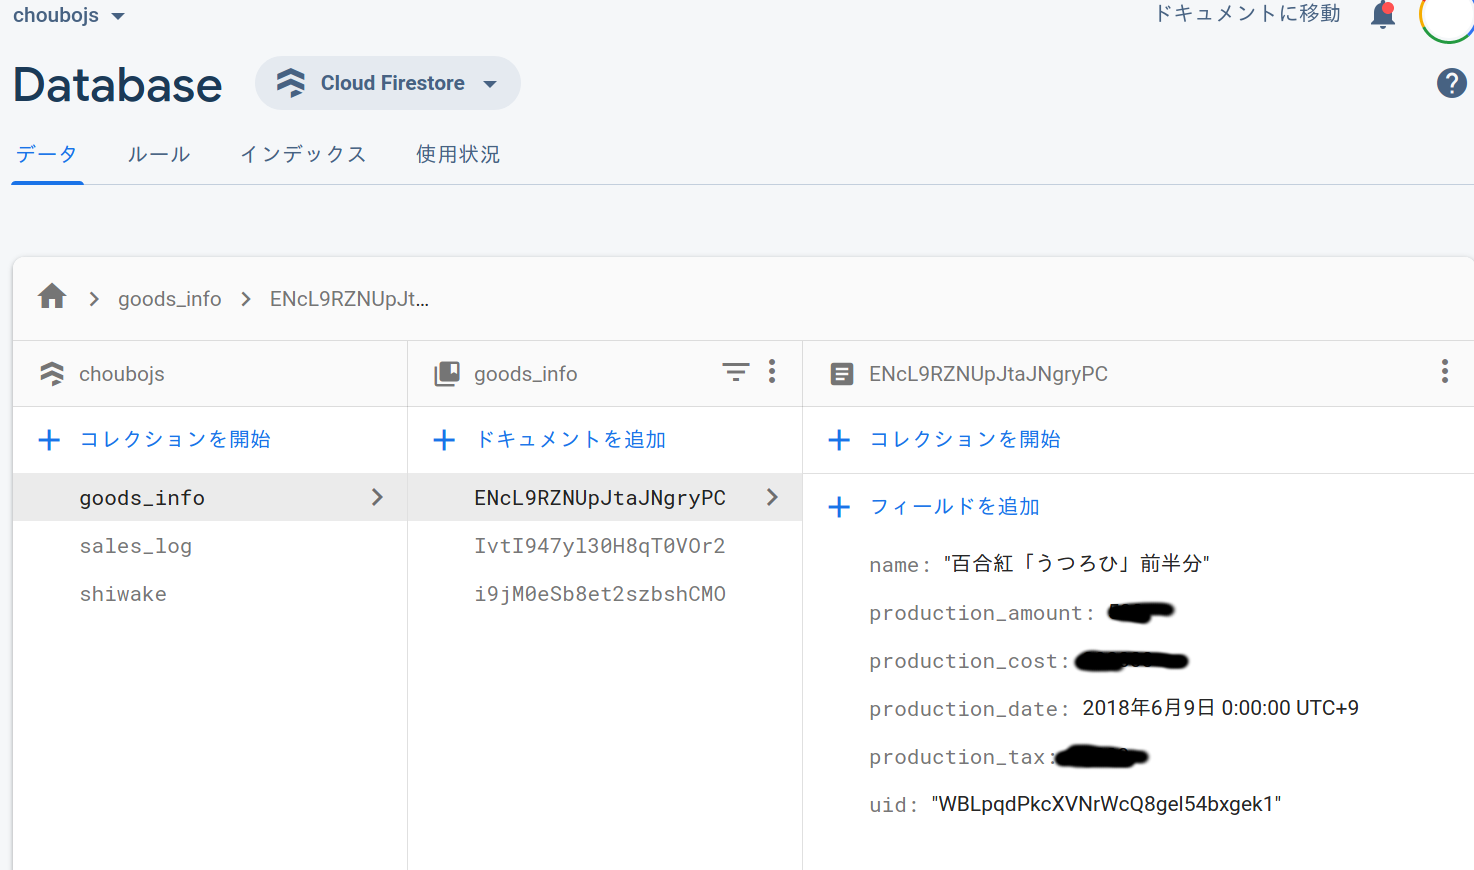 choubojs
ドキュメントに移動
Database
Cloud Firestore
データ ルール インデックス 使用状況
goods_info ENcL9RZNUpJt...
choubojs
goods_info
ENcL9RZNUpJtaJNgryPC
コレクションを開始
ドキュメントを追加
コレクションを開始
goods_info
sales_log
shiwake
ENcL9RZNUpJtaJNgryPC
IvtI947yl30H8qT0VOr2
i9jM0eSb8et2szbshCMO
フィールドを追加
name: "百合紅「うつろひ」前半分"
production_amount:
production_cost:
production_date: 2018年6月9日 0:00:00 UTC+9
production_tax:
uid: "WBLpqdPkcXVNrWcQ8gel54bxgek1"